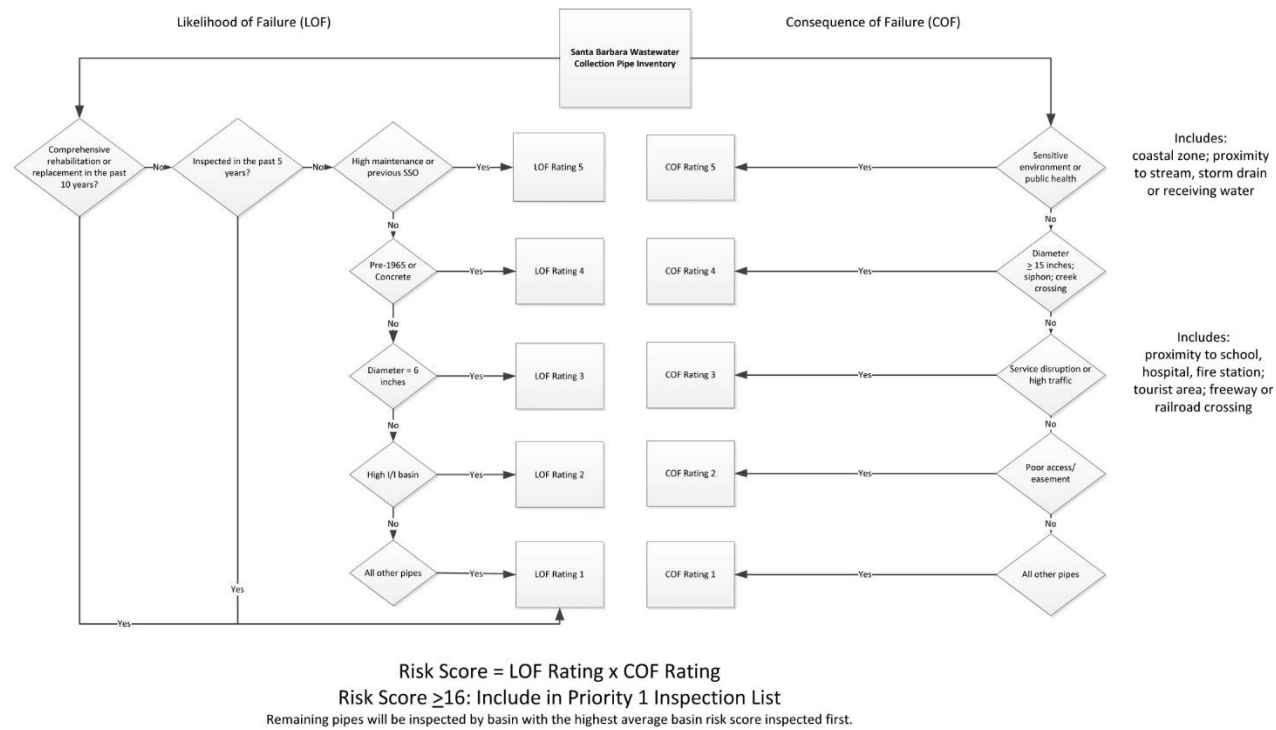 Likelihood of Failure (LOF)
Consequence of Failure (COF)
Santa Barbara Wastewater
Collection Pipe Inventory
Comprehensive
rehabilitation or
replacement in the past
10 years?
No
Inspected in the past 5
years?
No
High maintenance or
previous SSO
Yes
LOF Rating 5
COF Rating 5
Yes
Sensitive
environment or
public health
Includes:
coastal zone; proximity
to stream, storm drain
or receiving water
No
No
Pre-1965 or
Concrete
Yes
LOF Rating 4
COF Rating 4
Yes
Diameter
≥ 15 inches;
siphon; creek
crossing
No
No
Diameter = 6
inches
Yes
LOF Rating 3
COF Rating 3
Yes
Service disruption or
high traffic
Includes:
proximity to school,
hospital, fire station;
tourist area; freeway or
railroad crossing
No
No
High I/I basin
Yes
LOF Rating 2
COF Rating 2
Yes
Poor access/
easement
No
No
All other pipes
Yes
LOF Rating 1
COF Rating 1
Yes
All other pipes
Yes
Yes
Risk Score = LOF Rating x COF Rating
Risk Score ≥16: Include in Priority 1 Inspection List
Remaining pipes will be inspected by basin with the highest average basin risk score inspected first.